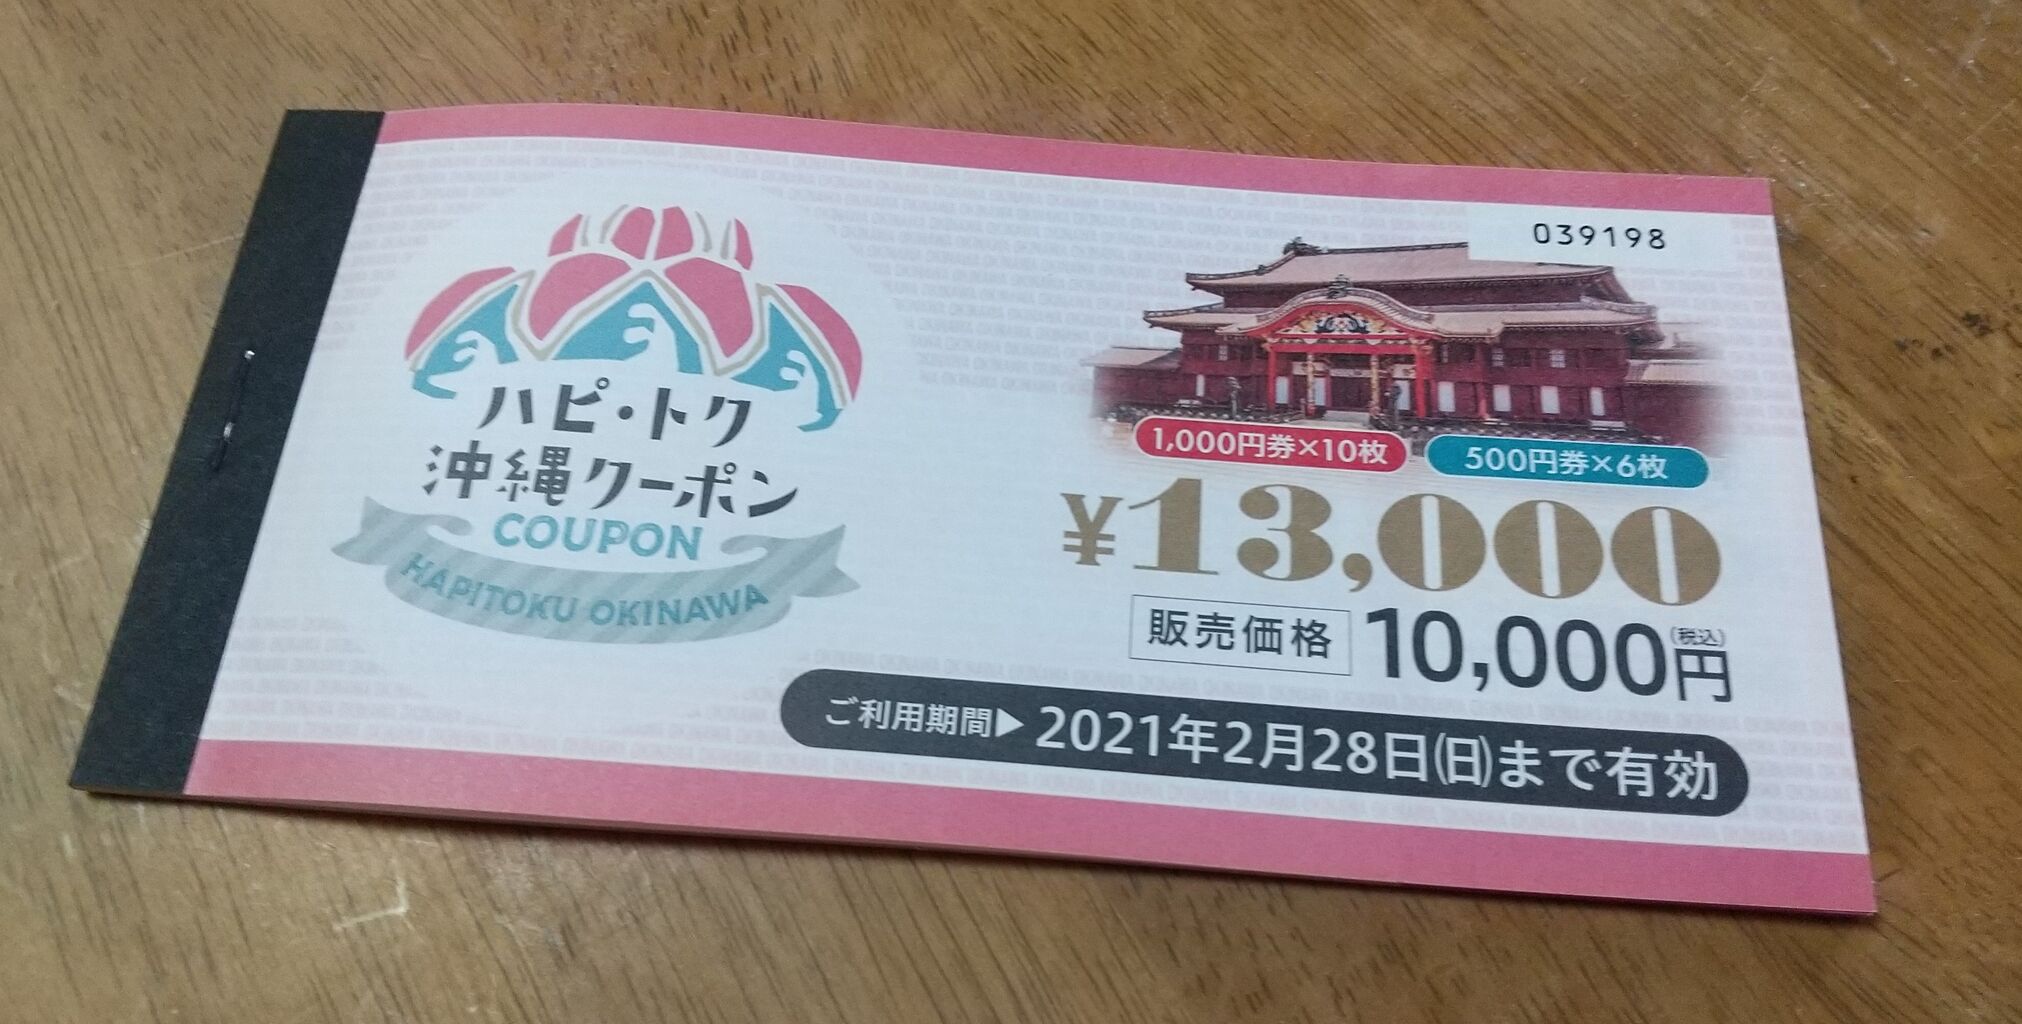 ハピ・トク
沖縄クーポン
COUPON
HAPITOKU OKINAWA
039198
1,000円券×10枚
500円券×6枚
¥13,000
販売価格 10,000円(税込)
ご利用期間▶2021年2月28日(日)まで有効